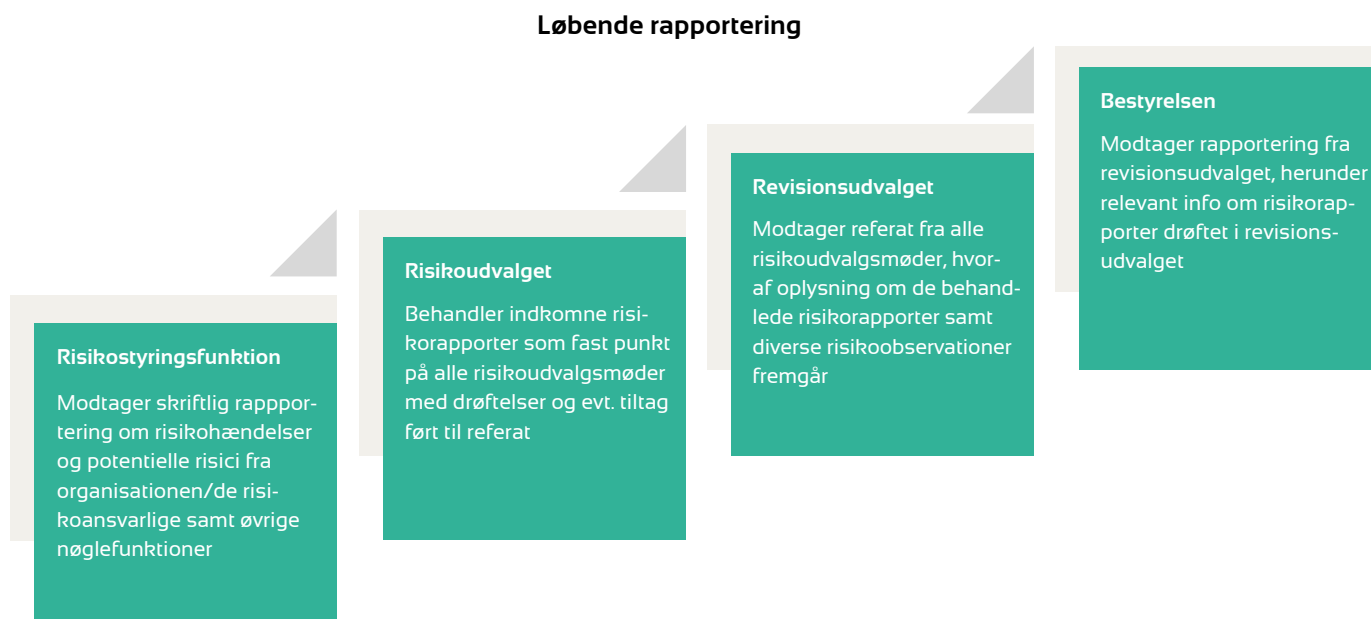 Løbende rapportering
Risikostyringsfunktion
Modtager skriftlig rapppor-
tering om risikohændelser
og potentielle risici fra
organisationen/de risi-
koansvarlige samt øvrige
nøglefunktioner
Risikoudvalget
Behandler indkomne risi-
korapporter som fast punkt
på alle risikoudvalgsmøder
med drøftelser og evt. tiltag
ført til referat
Revisionsudvalget
Modtager referat fra alle
risikoudvalgsmøder, hvor-
af oplysning om de behand-
lede risikorapporter samt
diverse risikoobservationer
fremgår
Bestyrelsen
Modtager rapportering fra
revisionsudvalget, herunder
relevant info om risikorap-
porter drøftet i revisions-
udvalget